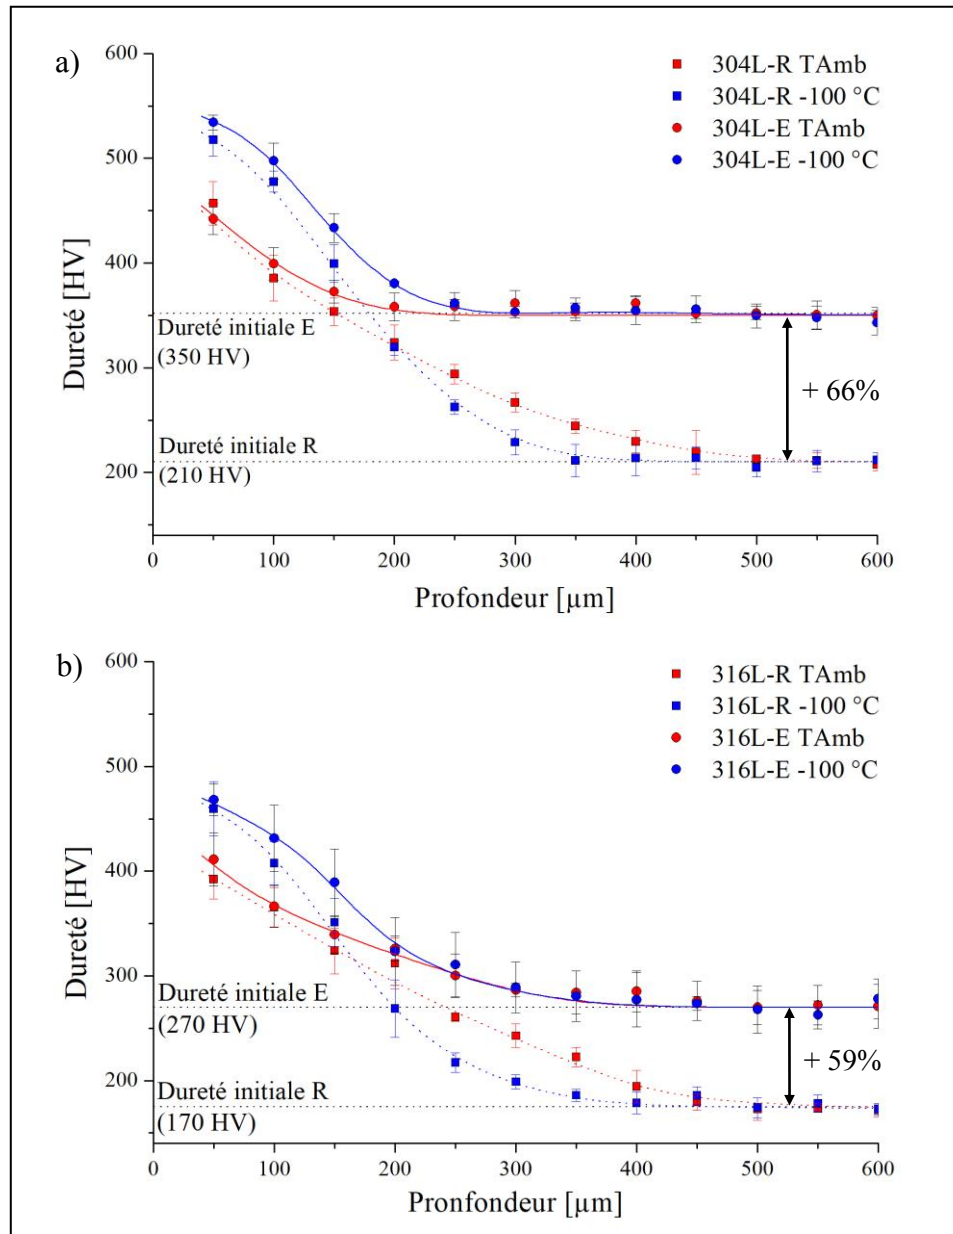 a)
600
500
400
300
200
Dureté [HV]
304L-R TAmb
304L-R -100 °C
304L-E TAmb
304L-E -100 °C
Dureté initiale E
(350 HV)
+ 66%
Dureté initiale R
(210 HV)
0 100 200 300 400 500 600
Profondeur [µm]
b)
600
500
400
300
200
Dureté [HV]
316L-R TAmb
316L-R -100 °C
316L-E TAmb
316L-E -100 °C
Dureté initiale E
(270 HV)
+ 59%
Dureté initiale R
(170 HV)
0 100 200 300 400 500 600
Pronfondeur [µm]